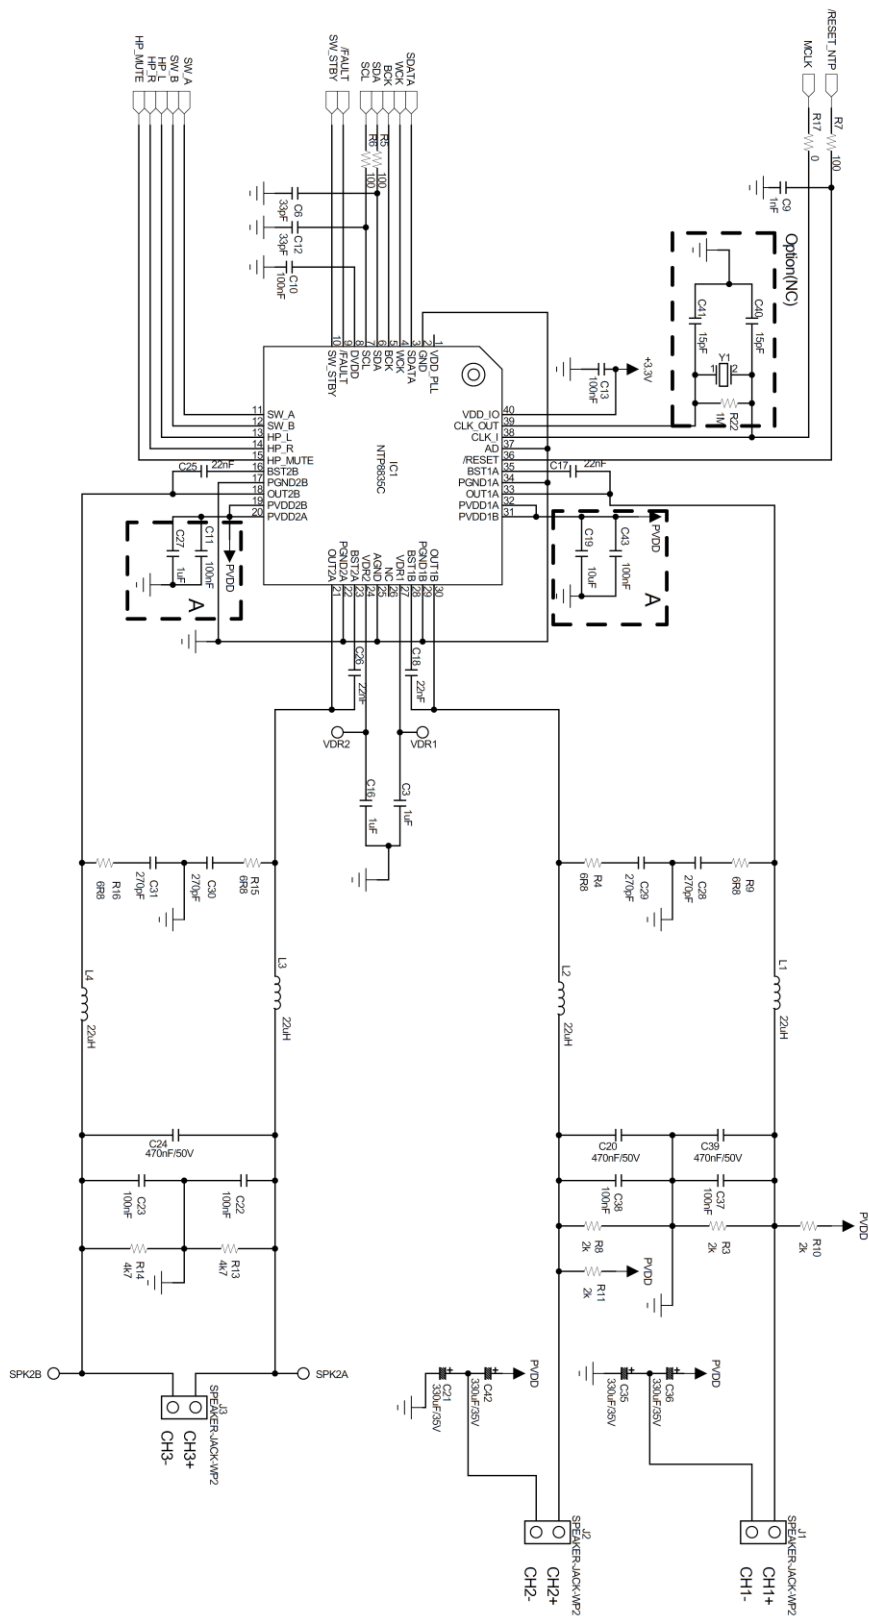 /RESET_NTP
MCLK
R7
100
R17
0
C9
1nF
Option(NC)
C40
15pF
C41
15pF
Y1
1
2
R22
1M
+3.3V
C13
100nF
SDATA
WCK
BCK
SDA
SCL
/FAULT
SW_STBY
SW_A
SW_B
HP_L
HP_R
HP_MUTE
R5
100
R6
100
C6
33pF
C12
33pF
C10
100nF
IC1
NTP8835C
1
VDD_PLL
2
GND
3
SDATA
4
WCK
5
BCK
6
SDA
7
SCL
8
DVDD
9
/FAULT
10
SW_STBY
11
SW_A
12
SW_B
13
HP_L
14
HP_R
15
HP_MUTE
16
BST2B
17
PGND2B
18
OUT2B
19
PVDD2B
20
PVDD2A
21
OUT2A
22
PGND2A
23
BST2A
24
VDR2
25
AGND
26
NC
27
VDR1
28
BST1B
29
PGND1B
30
OUT1B
31
PVDD1B
32
PVDD1A
33
OUT1A
34
PGND1A
35
BST1A
36
/RESET
37
AD
38
CLK_I
39
CLK_OUT
40
VDD_IO
C25
22nF
C17
22nF
PVDD
C11
100nF
C27
1uF
A
PVDD
C43
100nF
C19
10uF
A
C26
22nF
C18
22nF
VDR2
VDR1
C16
1uF
C3
1uF
R16
6R8
C31
270pF
C30
270pF
R15
6R8
R4
6R8
C29
270pF
C28
270pF
R9
6R8
L4
22uH
L3
22uH
L2
22uH
L1
22uH
C24
470nF/50V
C20
470nF/50V
C39
470nF/50V
C23
100nF
C22
100nF
C38
100nF
C37
100nF
R14
4k7
R13
4k7
R8
2k
R3
2k
R10
2k
PVDD
R11
2k
PVDD
SPK2B
SPK2A
J3
SPEAKER-JACK-WP2
CH3+
CH3-
C21
330uF/35V
C42
330uF/35V
PVDD
C35
330uF/35V
C36
330uF/35V
PVDD
J2
SPEAKER-JACK-WP2
CH2+
CH2-
J1
SPEAKER-JACK-WP2
CH1+
CH1-